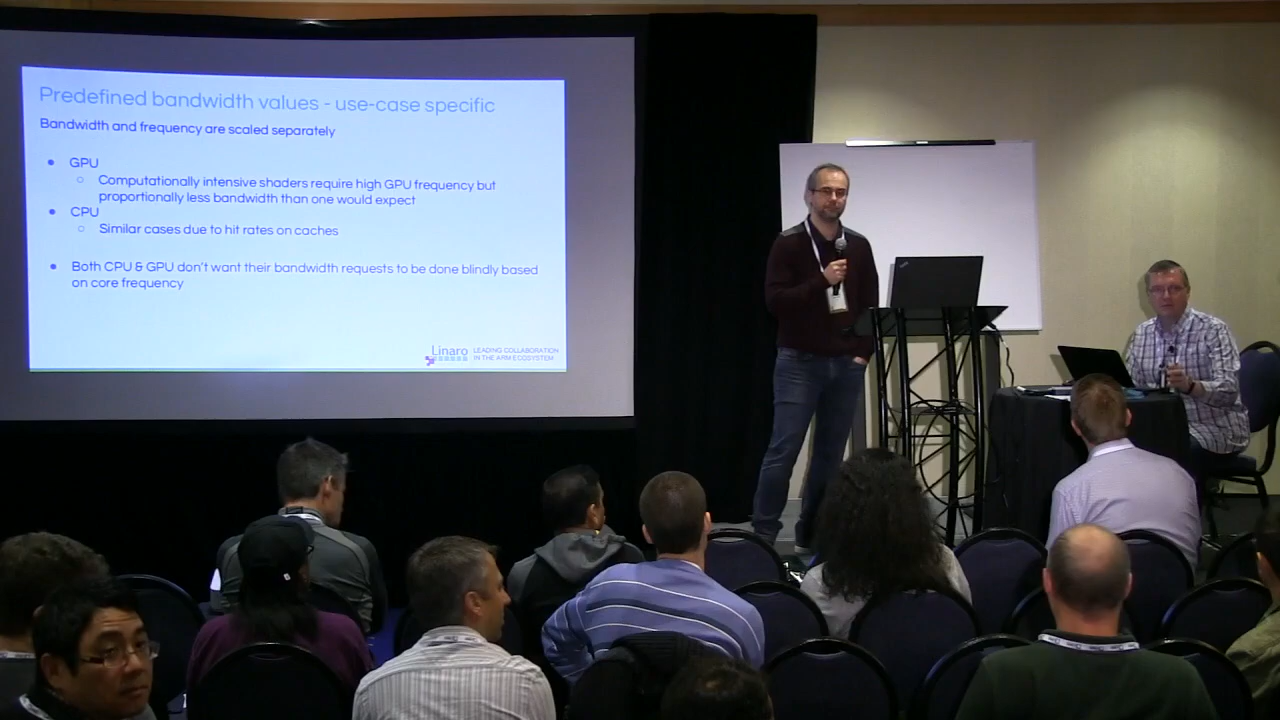 Predefined bandwidth values - use-case specific
Bandwidth and frequency are scaled separately
● GPU
○ Computationally intensive shaders require high GPU frequency but
proportionally less bandwidth than one would expect
● CPU
○ Similar cases due to hit rates on caches
● Both CPU & GPU don't want their bandwidth requests to be done blindly based
on core frequency
Linaro
LEADING COLLABORATION
IN THE ARM ECOSYSTEM